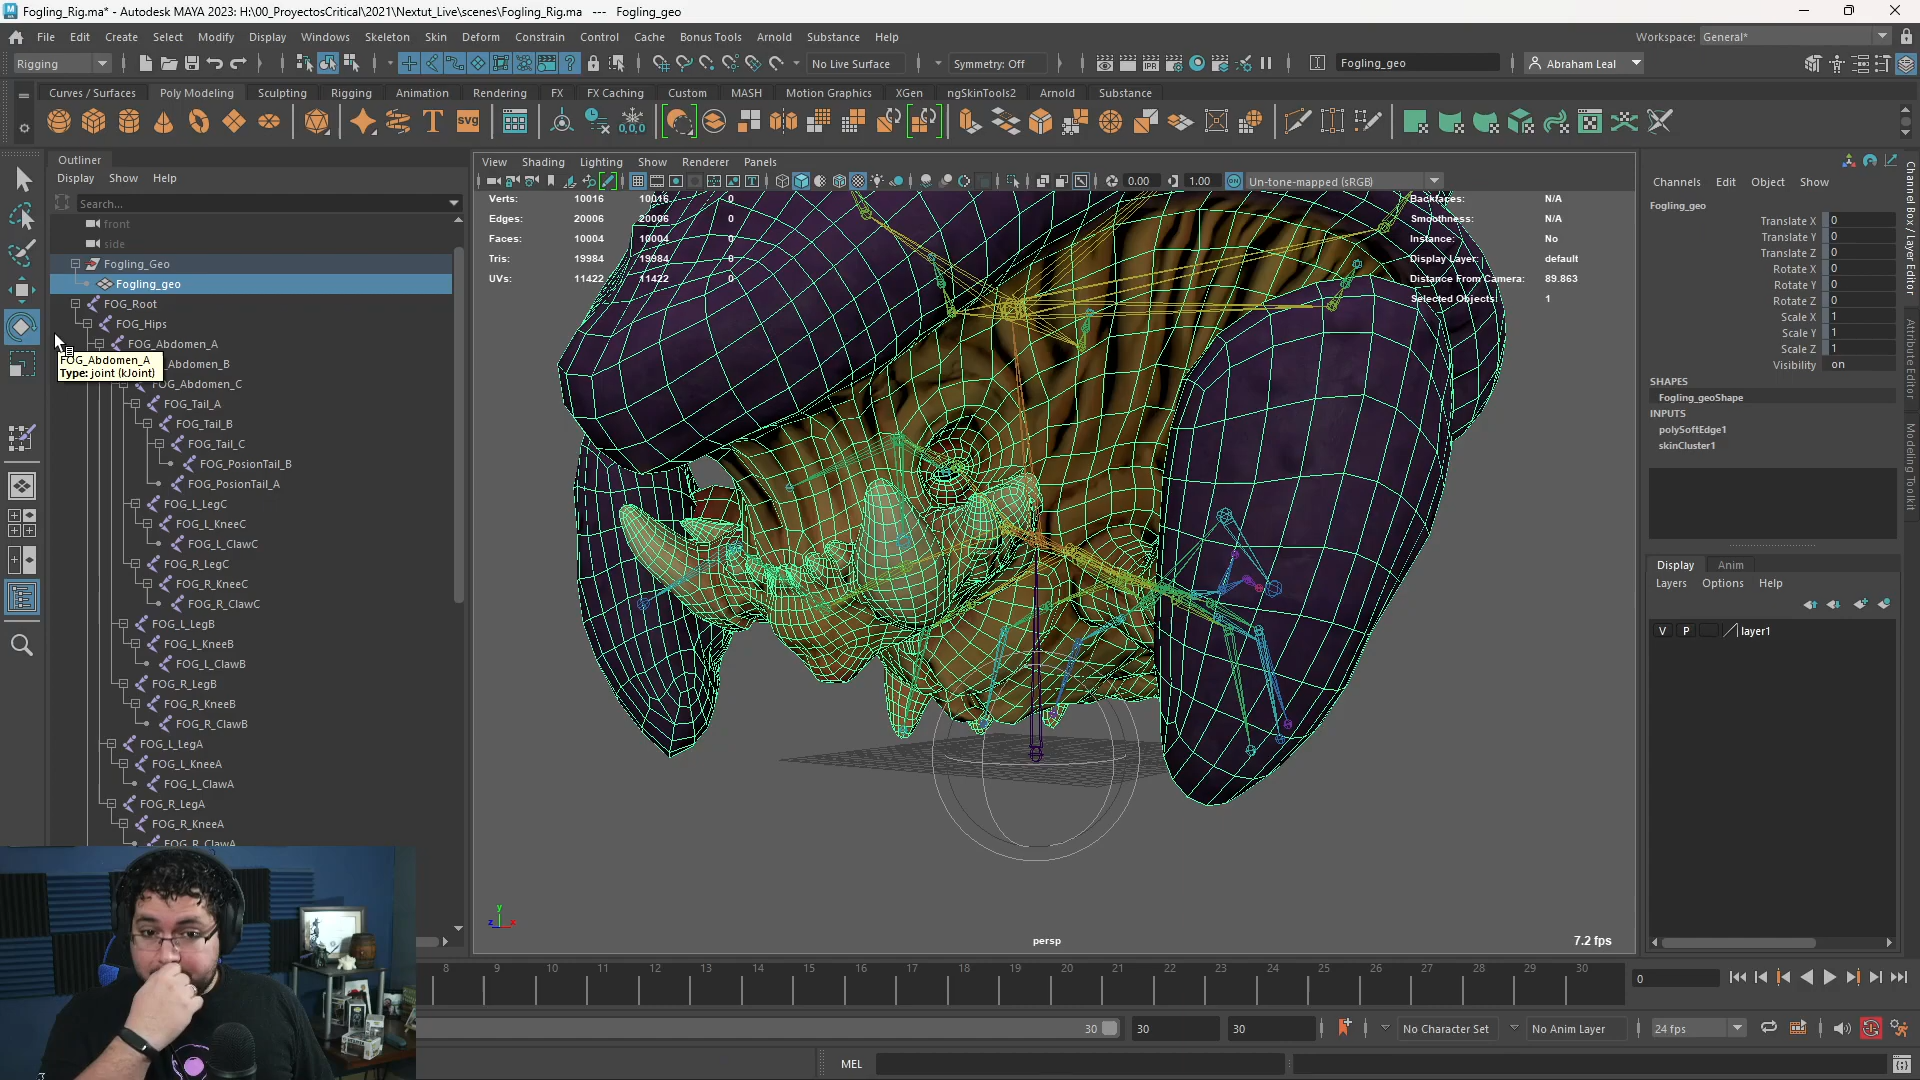 Fogling_Rig.ma* - Autodesk MAYA 2023: H:\00_ProyectosCritical\2021\Nextut_Live\scenes\Fogling_Rig.ma --- Fogling_geo
File Edit Create Select Modify Display Windows Skeleton Skin Deform Constrain Control Cache Bonus Tools Arnold Substance Help
Workspace: General*
Rigging
No Live Surface
Symmetry: Off
Fogling_geo
Abraham Leal
Curves / Surfaces Poly Modeling Sculpting Rigging Animation Rendering FX FX Caching Custom MASH Motion Graphics XGen ngSkinTools2 Arnold Substance
Outliner
Display Show Help
Search...
front
side
Fogling_Geo
Fogling_geo
FOG_Root
FOG_Hips
FOG_Abdomen_A
FOG_Abdomen_A
Type: joint (kJoint)
Abdomen_B
OG_Abdomen_C
FOG_Tail_A
FOG_Tail_B
FOG_Tail_C
FOG_PosionTail_B
FOG_PosionTail_A
FOG_L_LegC
FOG_L_KneeC
FOG_L_ClawC
FOG_R_LegC
FOG_R_KneeC
FOG_R_ClawC
FOG_L_LegB
FOG_L_KneeB
FOG_L_ClawB
FOG_R_LegB
FOG_R_KneeB
FOG_R_ClawB
FOG_L_LegA
FOG_L_KneeA
FOG_L_ClawA
FOG_R_LegA
FOG_R_KneeA
FOG_R_ClawA
View Shading Lighting Show Renderer Panels
0.00
1.00
Un-tone-mapped (sRGB)
Verts: 10016 10016 0
Edges: 20006 20006 0
Faces: 10004 10004 0
Tris: 19984 19984 0
UVs: 11422 11422 0
Backfaces: N/A
Smoothness: N/A
Instance: No
Display Layer: default
Distance From Camera: 89.863
Selected Objects: 1
persp
7.2 fps
y
z
x
Channels Edit Object Show
Fogling_geo
Translate X 0
Translate Y 0
Translate Z 0
Rotate X 0
Rotate Y 0
Rotate Z 0
Scale X 1
Scale Y 1
Scale Z 1
Visibility on
SHAPES
Fogling_geoShape
INPUTS
polySoftEdge1
skinCluster1
Display Anim
Layers Options Help
V P layer1
Channel Box / Layer Editor
Attribute Editor
Modeling Toolkit
8 9 10 11 12 13 14 15 16 17 18 19 20 21 22 23 24 25 26 27 28 29 30
0
30
30
30
No Character Set
No Anim Layer
24 fps
MEL